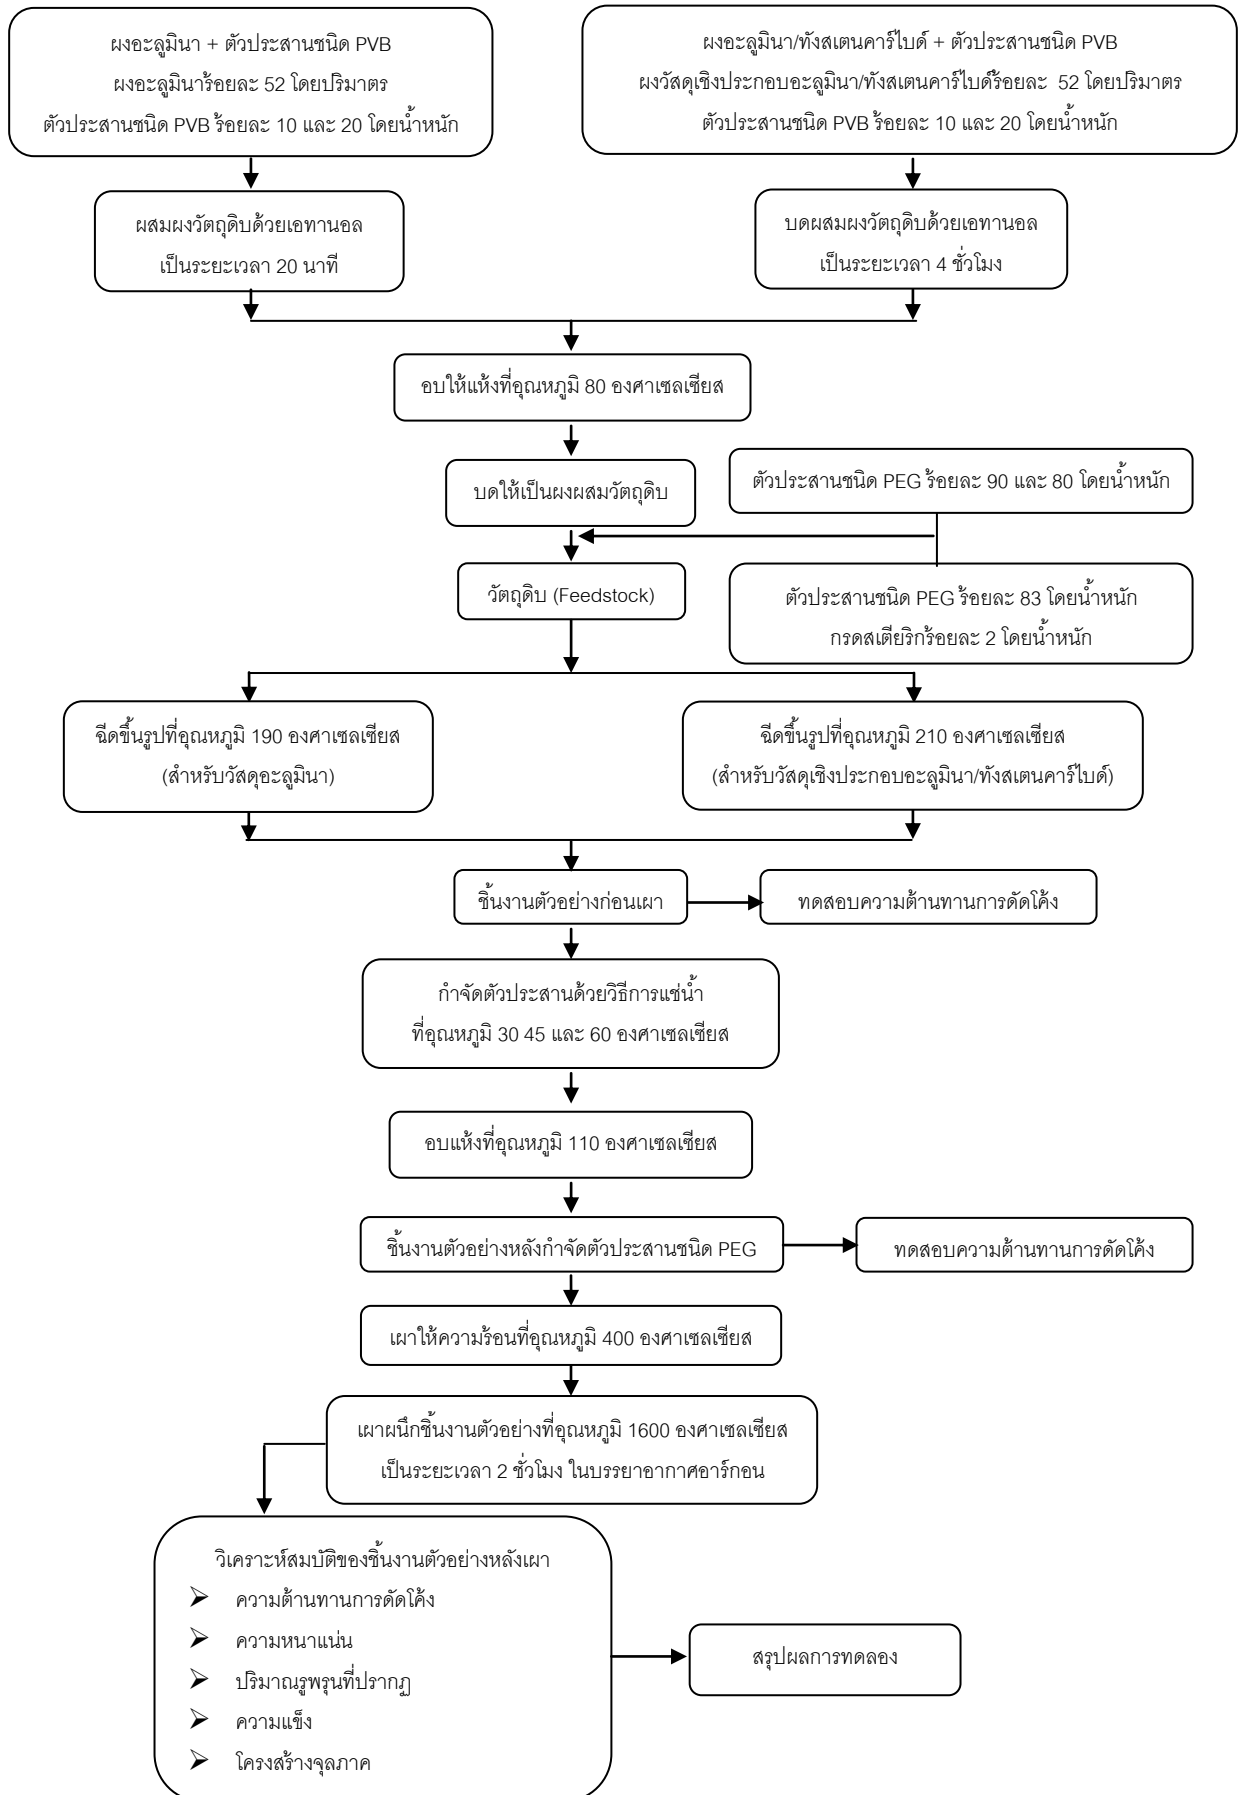 ผงอะลูมินา + ตัวประสานชนิด PVB
ผงอะลูมินาร้อยละ 52 โดยปริมาตร
ตัวประสานชนิด PVB ร้อยละ 10 และ 20 โดยน้ำหนัก
ผงอะลูมินา/ทังสเตนคาร์ไบด์ + ตัวประสานชนิด PVB
ผงวัสดุเชิงประกอบอะลูมินา/ทังสเตนคาร์ไบด์ร้อยละ 52 โดยปริมาตร
ตัวประสานชนิด PVB ร้อยละ 10 และ 20 โดยน้ำหนัก
ผสมผงวัตถุดิบด้วยเอทานอล
เป็นระยะเวลา 20 นาที
บดผสมผงวัตถุดิบด้วยเอทานอล
เป็นระยะเวลา 4 ชั่วโมง
อบให้แห้งที่อุณหภูมิ 80 องศาเซลเซียส
บดให้เป็นผงผสมวัตถุดิบ
ตัวประสานชนิด PEG ร้อยละ 90 และ 80 โดยน้ำหนัก
วัตถุดิบ (Feedstock)
ตัวประสานชนิด PEG ร้อยละ 83 โดยน้ำหนัก
กรดสเตียริกร้อยละ 2 โดยน้ำหนัก
ฉีดขึ้นรูปที่อุณหภูมิ 190 องศาเซลเซียส
(สำหรับวัสดุอะลูมินา)
ฉีดขึ้นรูปที่อุณหภูมิ 210 องศาเซลเซียส
(สำหรับวัสดุเชิงประกอบอะลูมินา/ทังสเตนคาร์ไบด์)
ชิ้นงานตัวอย่างก่อนเผา
ทดสอบความต้านทานการดัดโค้ง
กำจัดตัวประสานด้วยวิธีการแช่น้ำ
ที่อุณหภูมิ 30 45 และ 60 องศาเซลเซียส
อบแห้งที่อุณหภูมิ 110 องศาเซลเซียส
ชิ้นงานตัวอย่างหลังกำจัดตัวประสานชนิด PEG
ทดสอบความต้านทานการดัดโค้ง
เผาให้ความร้อนที่อุณหภูมิ 400 องศาเซลเซียส
เผาผนึกชิ้นงานตัวอย่างที่อุณหภูมิ 1600 องศาเซลเซียส
เป็นระยะเวลา 2 ชั่วโมง ในบรรยาอากาศอาร์กอน
วิเคราะห์สมบัติของชิ้นงานตัวอย่างหลังเผา
ความต้านทานการดัดโค้ง
ความหนาแน่น
ปริมาณรูพรุนที่ปรากฏ
ความแข็ง
โครงสร้างจุลภาค
สรุปผลการทดลอง